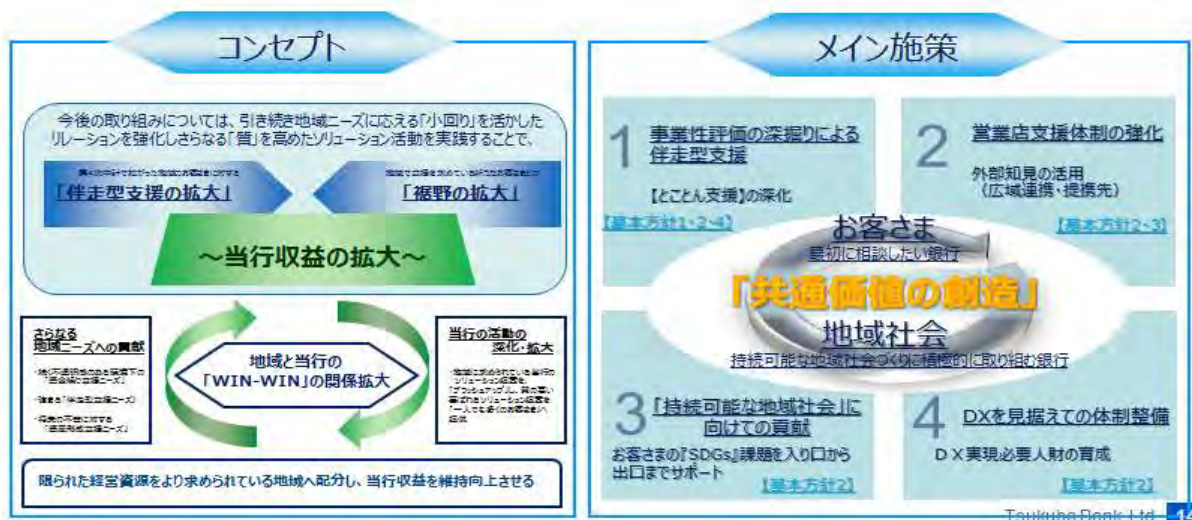 コンセプト
今後の取り組みについては、引き続き地域ニーズに応える「小回り」を活かした
リレーションを強化しさらなる「質」を高めたソリューション活動を実践することで、
「伴走型支援の拡大」
「裾野の拡大」
～当行収益の拡大～
さらなる
地域ニーズへの貢献
地域と当行の
「WIN-WIN」の関係拡大
当行の活動の
深化・拡大
限られた経営資源をより求められている地域へ配分し、当行収益を維持向上させる
メイン施策
1 事業性評価の深掘りによる
伴走型支援
【とことん支援】の深化
【基本方針1・2・4】
2 営業店支援体制の強化
外部知見の活用
（広域連携・提携先）
【基本方針2・3】
お客さま
最初に相談したい銀行
「共通価値の創造」
地域社会
持続可能な地域社会づくりに積極的に取り組む銀行
3 「持続可能な地域社会」に
向けての貢献
お客さまの「SDGs」課題を入り口から
出口までサポート
【基本方針2】
4 DXを見据えての体制整備
DX実現必要人財の育成
【基本方針2】
Tsukuba Bank, Ltd. 14